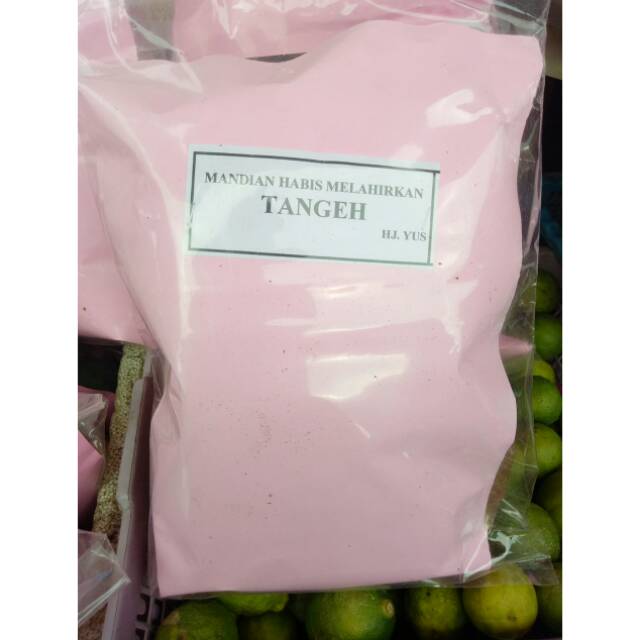 MANDIAN HABIS MELAHIRKAN
TANGEH
HJ. YUS